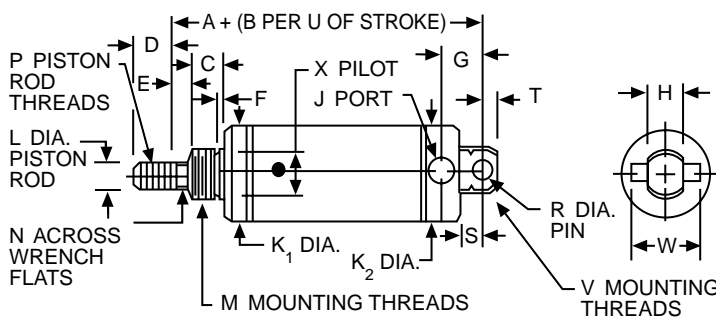 A + (B PER U OF STROKE)
D
P PISTON
ROD
THREADS
C
G
E
X PILOT
F
J PORT
T
H
L DIA.
PISTON
ROD
N ACROSS
WRENCH
FLATS
K1 DIA.
K2 DIA.
S
R DIA.
PIN
W
M MOUNTING THREADS
V MOUNTING
THREADS